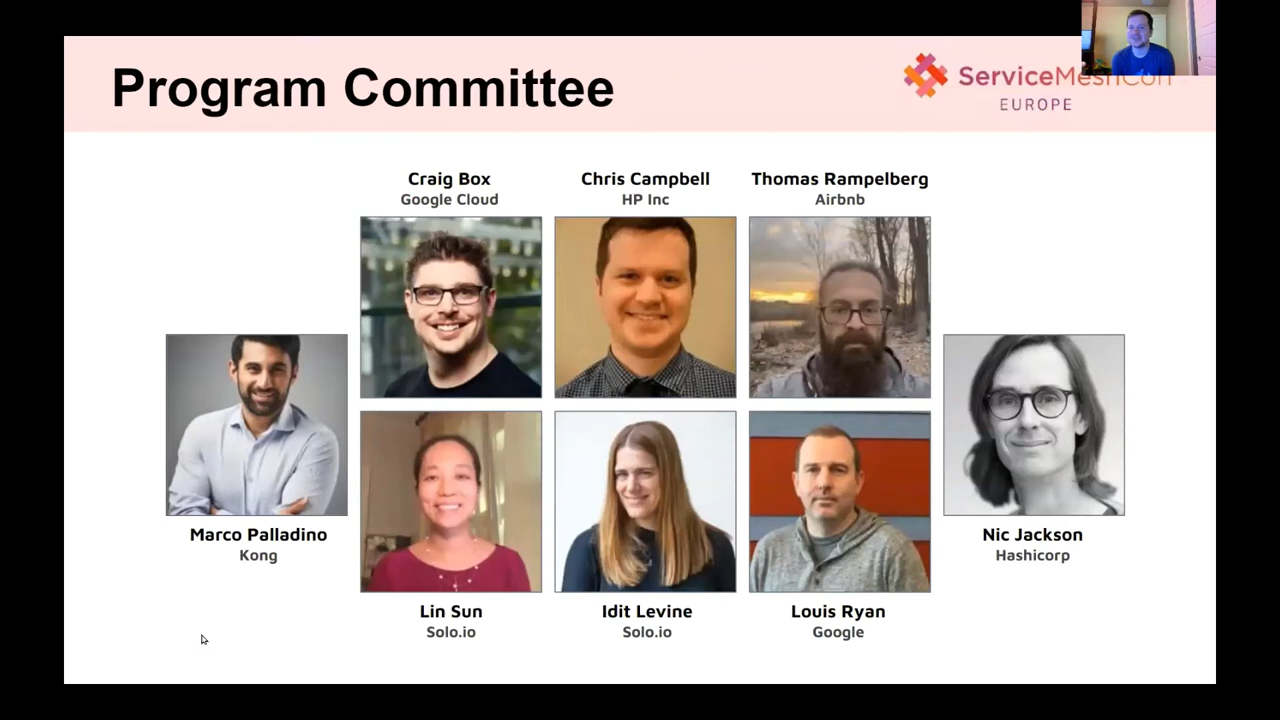 Program Committee
ServiceMeshCon
EUROPE
Craig Box
Google Cloud
Chris Campbell
HP Inc
Thomas Rampelberg
Airbnb
Marco Palladino
Kong
Nic Jackson
Hashicorp
Lin Sun
Solo.io
Idit Levine
Solo.io
Louis Ryan
Google